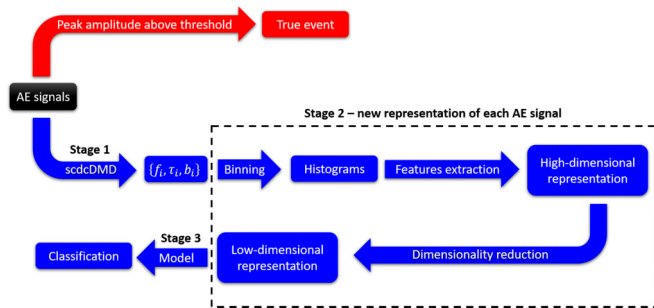 Peak amplitude above threshold
True event
AE signals
Stage 2 – new representation of each AE signal
Stage 1
scdcDMD
{fᵢ, τᵢ, bᵢ}
Binning
Histograms
Features extraction
High-dimensional
representation
Classification
Stage 3
Model
Low-dimensional
representation
Dimensionality reduction